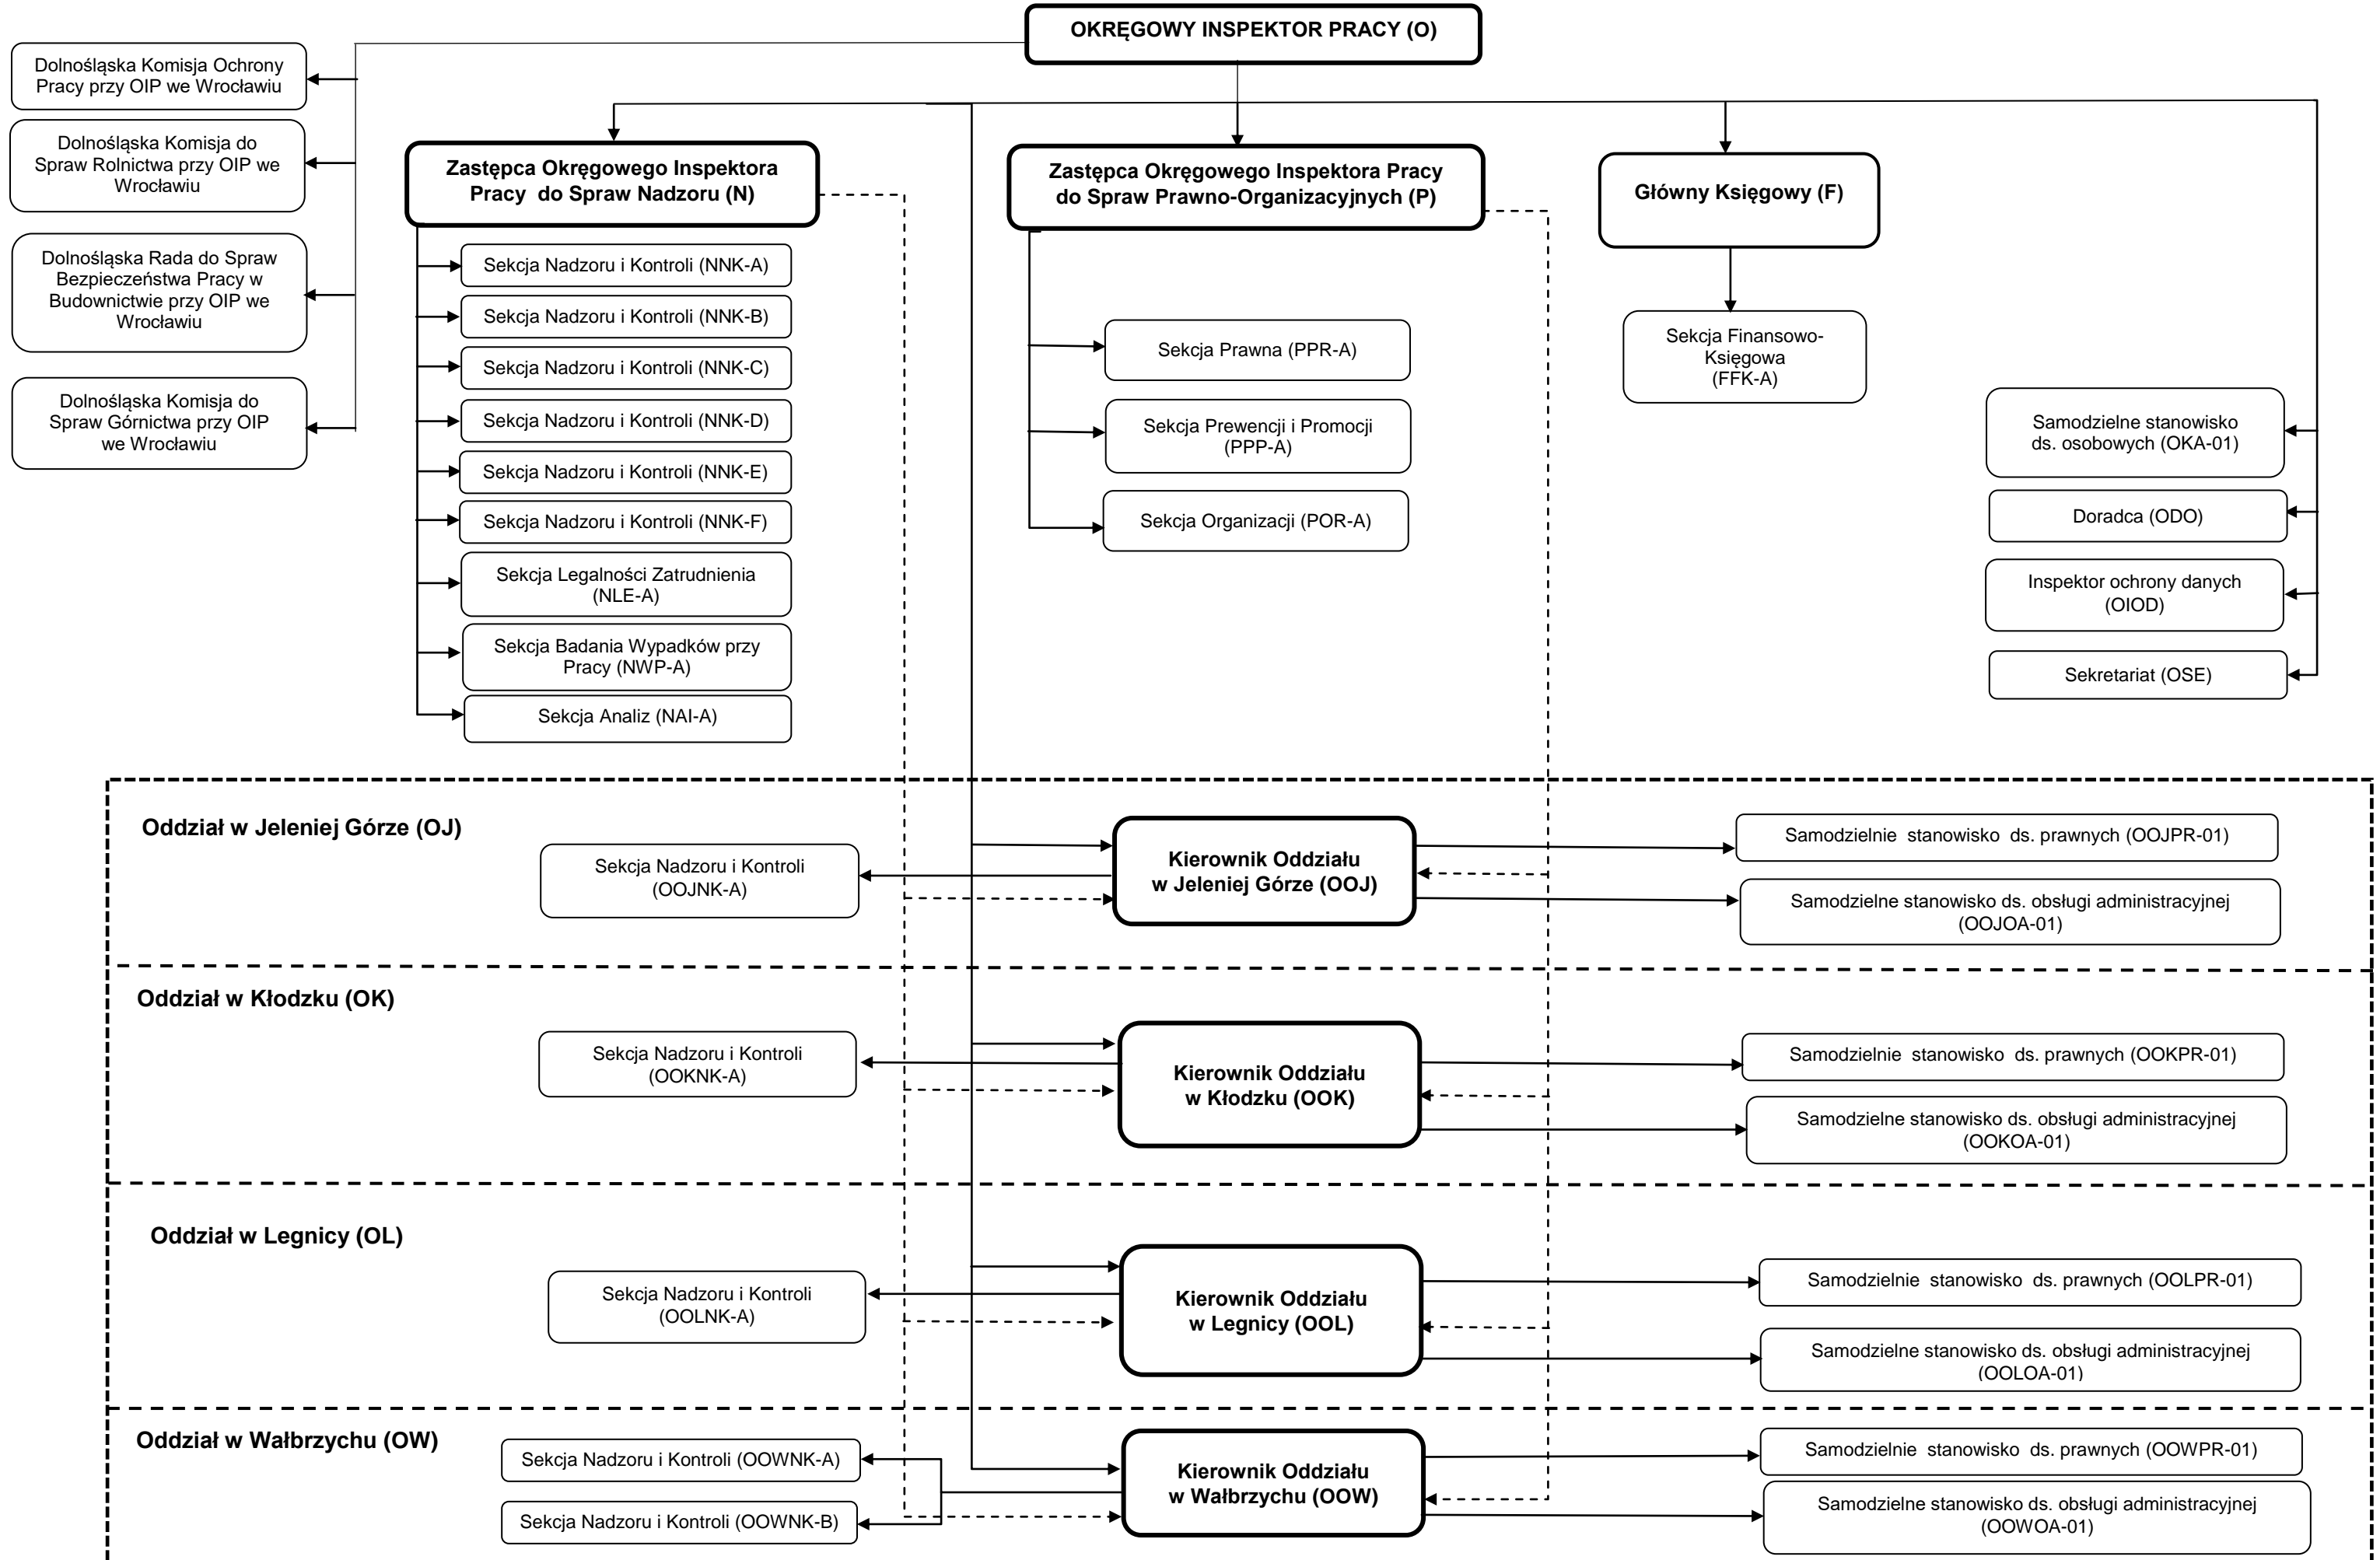 OKRĘGOWY INSPEKTOR PRACY (O)
Dolnośląska Komisja Ochrony
Pracy przy OIP we Wrocławiu
Dolnośląska Komisja do
Spraw Rolnictwa przy OIP we
Wrocławiu
Dolnośląska Rada do Spraw
Bezpieczeństwa Pracy w
Budownictwie przy OIP we
Wrocławiu
Dolnośląska Komisja do
Spraw Górnictwa przy OIP
we Wrocławiu
Zastępca Okręgowego Inspektora
Pracy do Spraw Nadzoru (N)
Sekcja Nadzoru i Kontroli (NNK-A)
Sekcja Nadzoru i Kontroli (NNK-B)
Sekcja Nadzoru i Kontroli (NNK-C)
Sekcja Nadzoru i Kontroli (NNK-D)
Sekcja Nadzoru i Kontroli (NNK-E)
Sekcja Nadzoru i Kontroli (NNK-F)
Sekcja Legalności Zatrudnienia
(NLE-A)
Sekcja Badania Wypadków przy
Pracy (NWP-A)
Sekcja Analiz (NAI-A)
Zastępca Okręgowego Inspektora Pracy
do Spraw Prawno-Organizacyjnych (P)
Sekcja Prawna (PPR-A)
Sekcja Prewencji i Promocji
(PPP-A)
Sekcja Organizacji (POR-A)
Główny Księgowy (F)
Sekcja Finansowo-
Księgowa
(FFK-A)
Samodzielne stanowisko
ds. osobowych (OKA-01)
Doradca (ODO)
Inspektor ochrony danych
(OIOD)
Sekretariat (OSE)
Oddział w Jeleniej Górze (OJ)
Sekcja Nadzoru i Kontroli
(OOJNK-A)
Kierownik Oddziału
w Jeleniej Górze (OOJ)
Samodzielnie stanowisko ds. prawnych (OOJPR-01)
Samodzielne stanowisko ds. obsługi administracyjnej
(OOJOA-01)
Oddział w Kłodzku (OK)
Sekcja Nadzoru i Kontroli
(OOKNK-A)
Kierownik Oddziału
w Kłodzku (OOK)
Samodzielnie stanowisko ds. prawnych (OOKPR-01)
Samodzielne stanowisko ds. obsługi administracyjnej
(OOKOA-01)
Oddział w Legnicy (OL)
Sekcja Nadzoru i Kontroli
(OOLNK-A)
Kierownik Oddziału
w Legnicy (OOL)
Samodzielnie stanowisko ds. prawnych (OOLPR-01)
Samodzielne stanowisko ds. obsługi administracyjnej
(OOLOA-01)
Oddział w Wałbrzychu (OW)
Sekcja Nadzoru i Kontroli (OOWNK-A)
Sekcja Nadzoru i Kontroli (OOWNK-B)
Kierownik Oddziału
w Wałbrzychu (OOW)
Samodzielnie stanowisko ds. prawnych (OOWPR-01)
Samodzielne stanowisko ds. obsługi administracyjnej
(OOWOA-01)